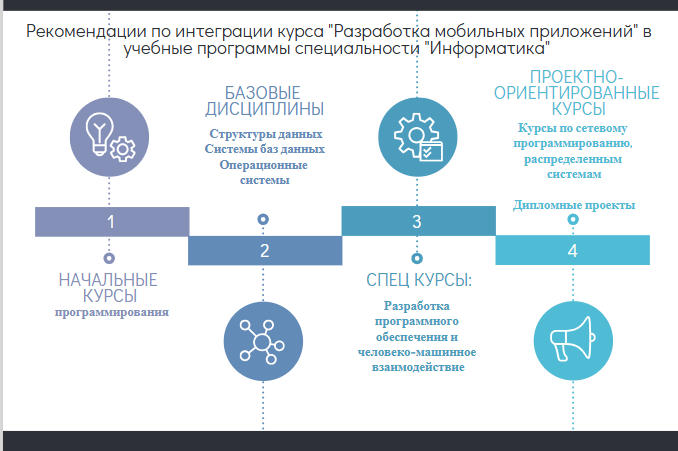 Рекомендации по интеграции курса "Разработка мобильных приложений" в
учебные программы специальности "Информатика"
1
НАЧАЛЬНЫЕ
КУРСЫ
программирования
БАЗОВЫЕ
ДИСЦИПЛИНЫ
Структуры данных
Системы баз данных
Операционные
системы
2
3
СПЕЦ КУРСЫ:
Разработка
программного
обеспечения и
человеко-машинное
взаимодействие
ПРОЕКТНО-
ОРИЕНТИРОВАННЫЕ
КУРСЫ
Курсы по сетевому
программированию,
распределенным
системам
Дипломные проекты
4